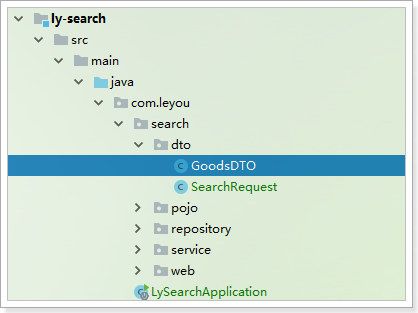 ly-search
src
main
java
com.leyou
search
dto
GoodsDTO
SearchRequest
pojo
repository
service
web
LySearchApplication